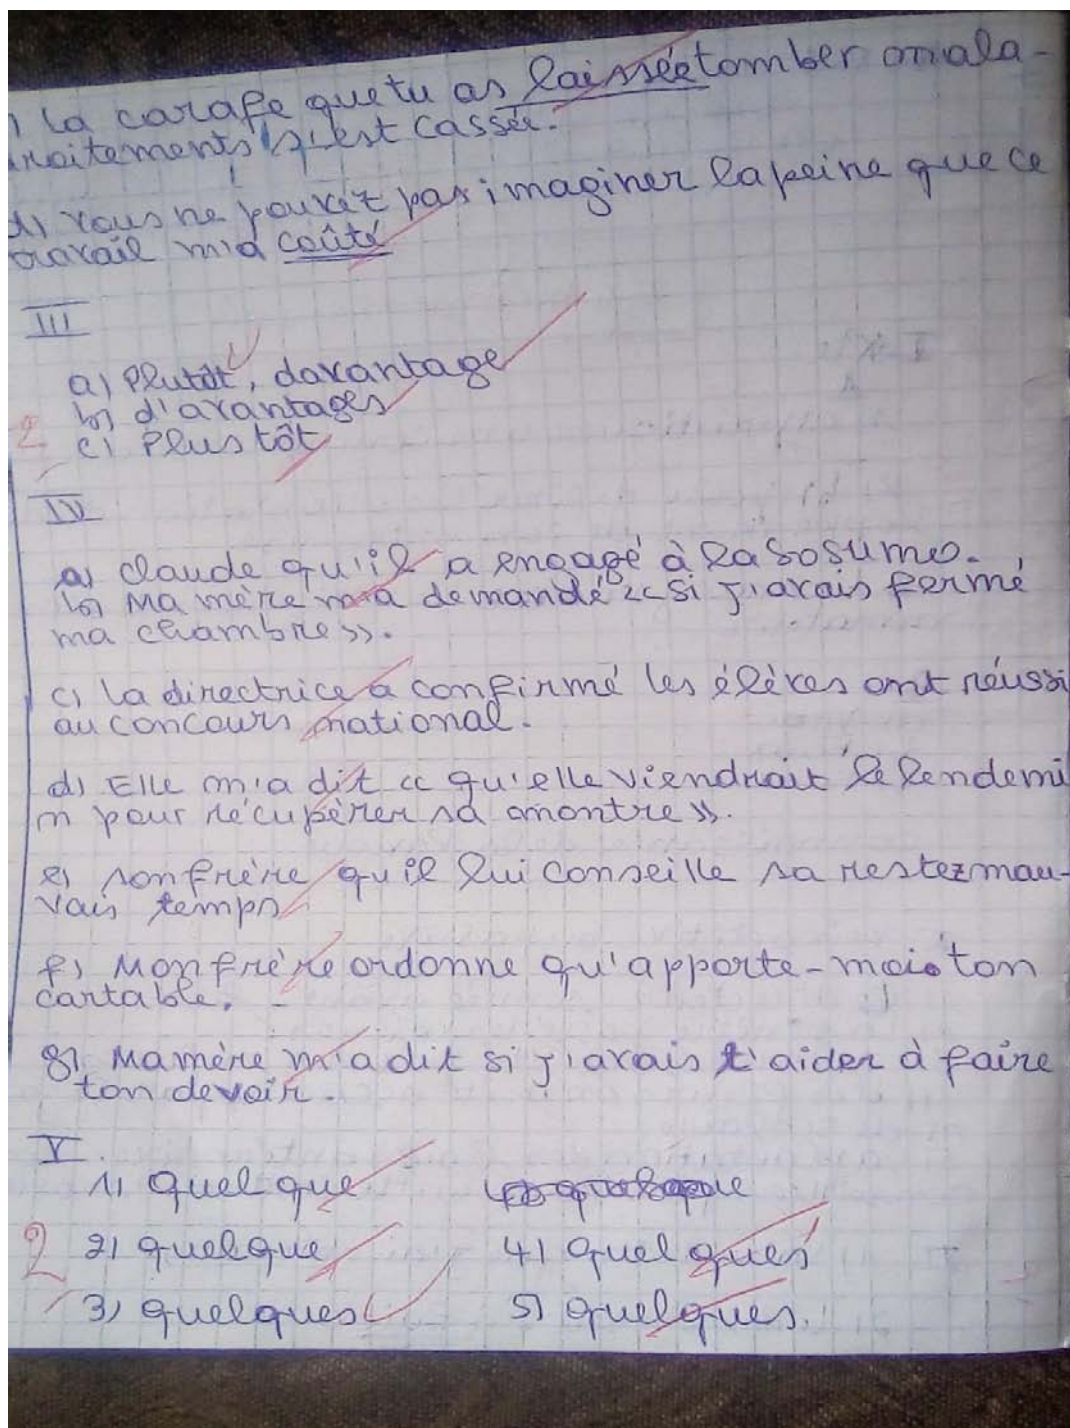 ) La carafe que tu as laissée tomber mala-
roitements s'est cassée.
1) Vous ne pouvez pas imaginer la peine que ce
travail m'a coûté
III
a) Plutôt, davantage
b) d'avantages
2
c) Plus tôt
IV
a) Claude qu'il a engagé à la Sosumo.
b) Ma mère m'a demandé << si j'avais fermé
ma chambre >>.
c) La directrice a confirmé les élèves ont réussi
au concours national.
d) Elle m'a dit << qu'elle viendrait le lendemi
n pour récupérer sa montre >>.
e) son frère qu'il lui conseille sa restez mau-
vais temps
f) Mon frère ordonne qu'apporte-moi ton
cartable.
g) Ma mère m'a dit si j'avais t'aider à faire
ton devoir.
V
1) quel que
2 2) quelque 4) quel ques
3) quelques 5) quelques.